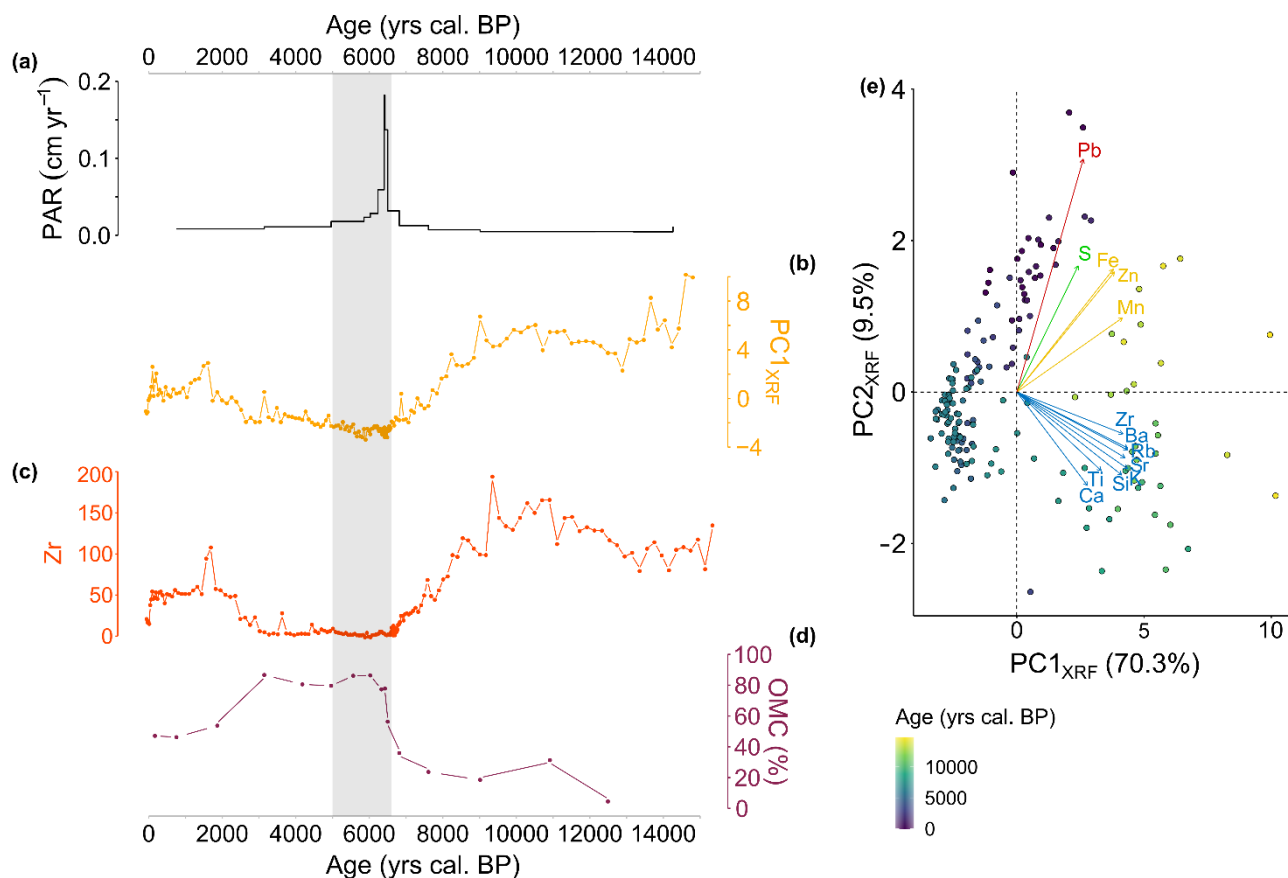 Age (yrs cal. BP)
0 2000 4000 6000 8000 10000 12000 14000
(a)
PAR (cm yr⁻¹)
0.2
0.1
0.0
(b)
PC1XRF
8
4
0
−4
(c)
Zr
200
150
100
50
0
(d)
OMC (%)
100
80
60
40
20
0
0 2000 4000 6000 8000 10000 12000 14000
Age (yrs cal. BP)
(e)
PC2XRF (9.5%)
4
2
0
−2
Pb
S
Fe
Zn
Mn
Zr
Ba
Rb
Sr
Ti
Si
K
Ca
0 5 10
PC1XRF (70.3%)
Age (yrs cal. BP)
10000
5000
0